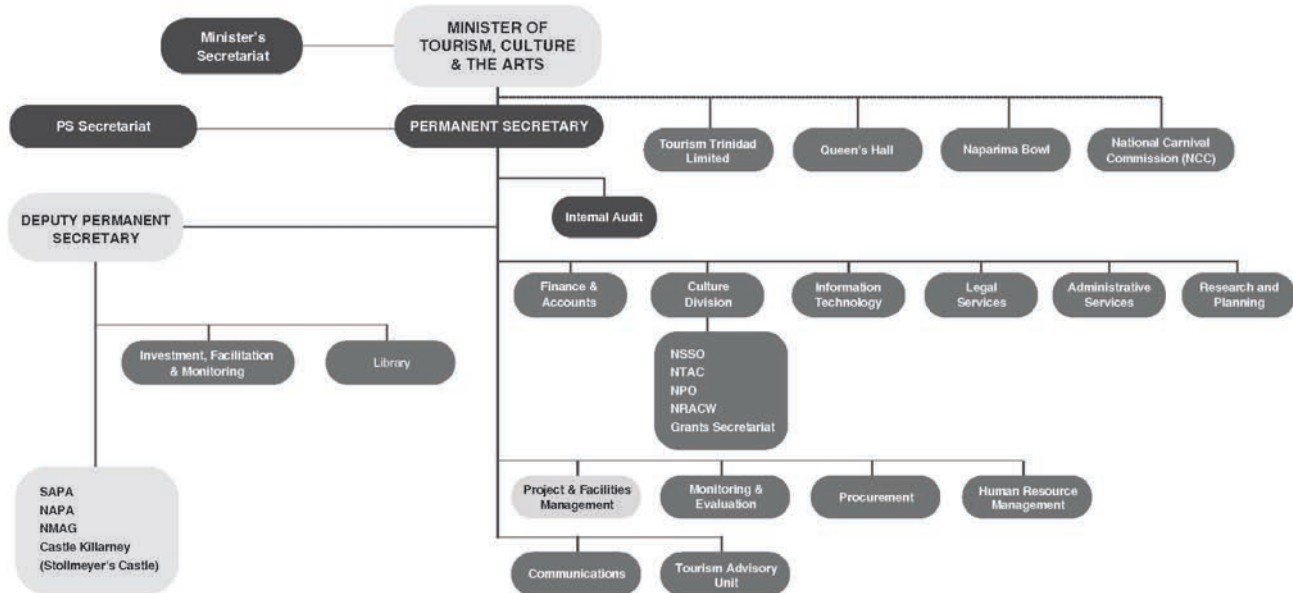 Minister's
Secretariat
MINISTER OF
TOURISM, CULTURE
& THE ARTS
PS Secretariat
PERMANENT SECRETARY
Tourism Trinidad
Limited
Queen's Hall
Naparima Bowl
National Carnival
Commission (NCC)
Internal Audit
DEPUTY PERMANENT
SECRETARY
Finance &
Accounts
Culture
Division
Information
Technology
Legal
Services
Administrative
Services
Research and
Planning
Investment, Facilitation
& Monitoring
Library
NSSO
NTAC
NPO
NRACW
Grants Secretariat
Project & Facilities
Management
Monitoring &
Evaluation
Procurement
Human Resource
Management
SAPA
NAPA
NMAG
Castle Killarney
(Stollmeyer's Castle)
Communications
Tourism Advisory
Unit